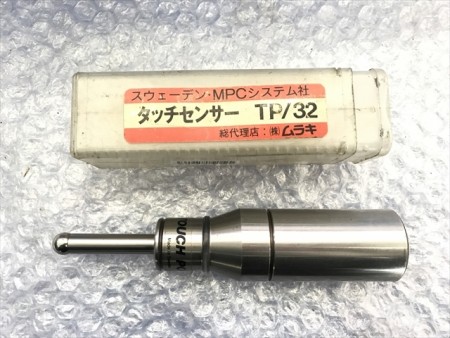 スウェーデン・MPCシステム社
タッチセンサー TP/32
総代理店:㈱ムラキ